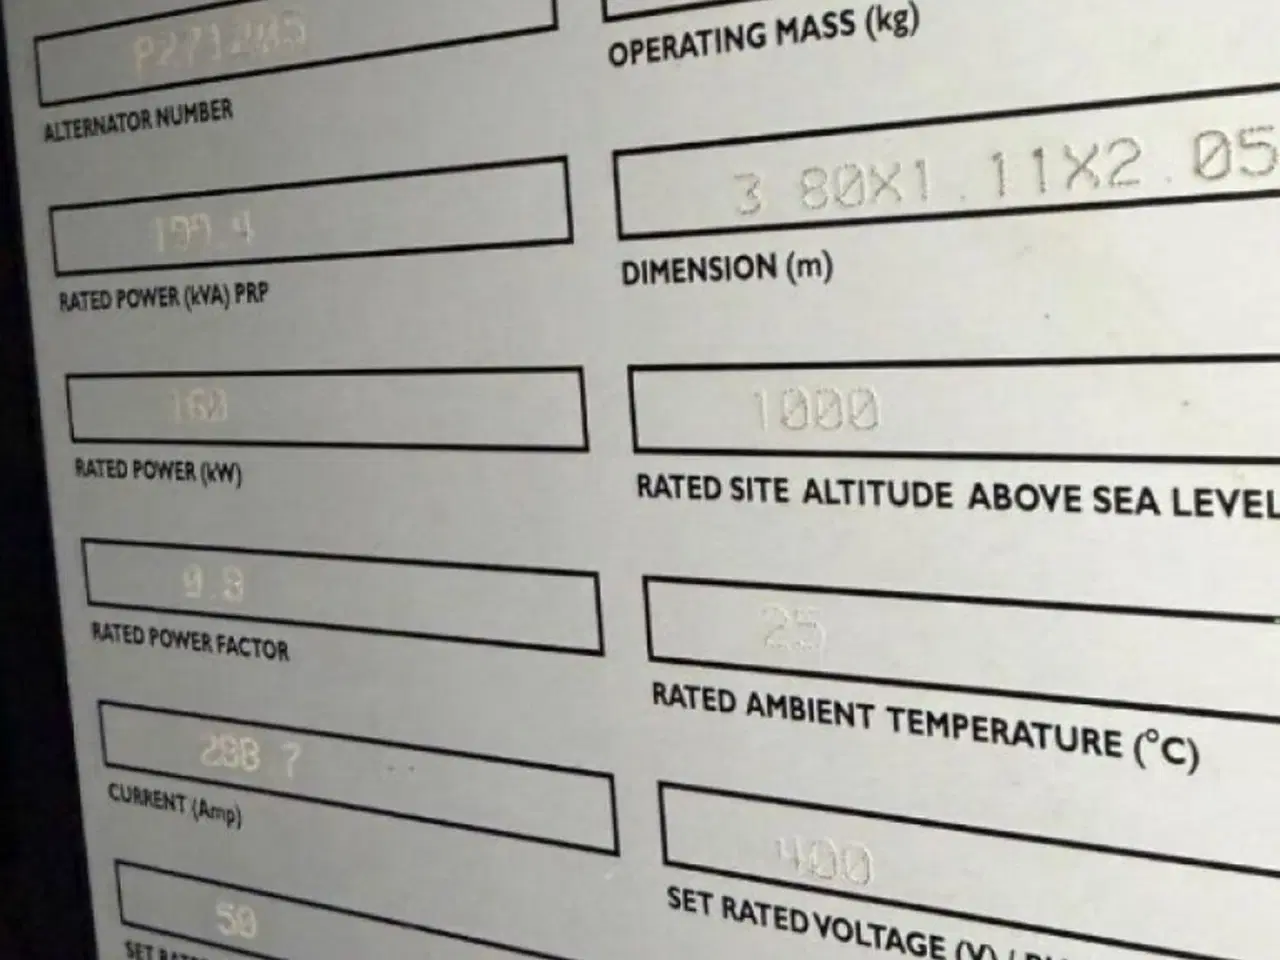 ALTERNATOR NUMBER
199.4
RATED POWER (kVA) PRP
160
RATED POWER (kW)
0.8
RATED POWER FACTOR
288 7
CURRENT (Amp)
50
OPERATING MASS (kg)
3 80X1.11X2.05
DIMENSION (m)
1000
RATED SITE ALTITUDE ABOVE SEA LEVEL
25
RATED AMBIENT TEMPERATURE (°C)
400
SET RATED VOLTAGE (V) /